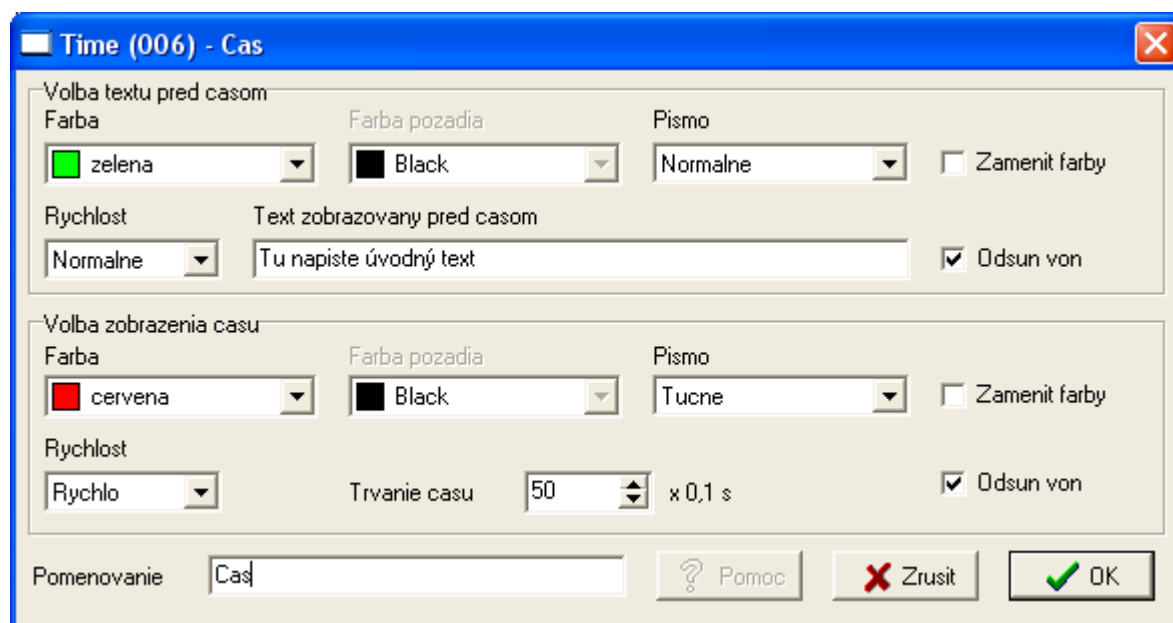 Time (006) - Cas
Volba textu pred casom
Farba Farba pozadia Pismo
zelena Black Normalne Zamenit farby
Rychlost Text zobrazovany pred casom
Normalne Tu napiste úvodný text Odsun von
Volba zobrazenia casu
Farba Farba pozadia Pismo
cervena Black Tucne Zamenit farby
Rychlost
Rychlo Trvanie casu 50 x 0,1 s Odsun von
Pomenovanie Cas ? Pomoc Zrusit OK